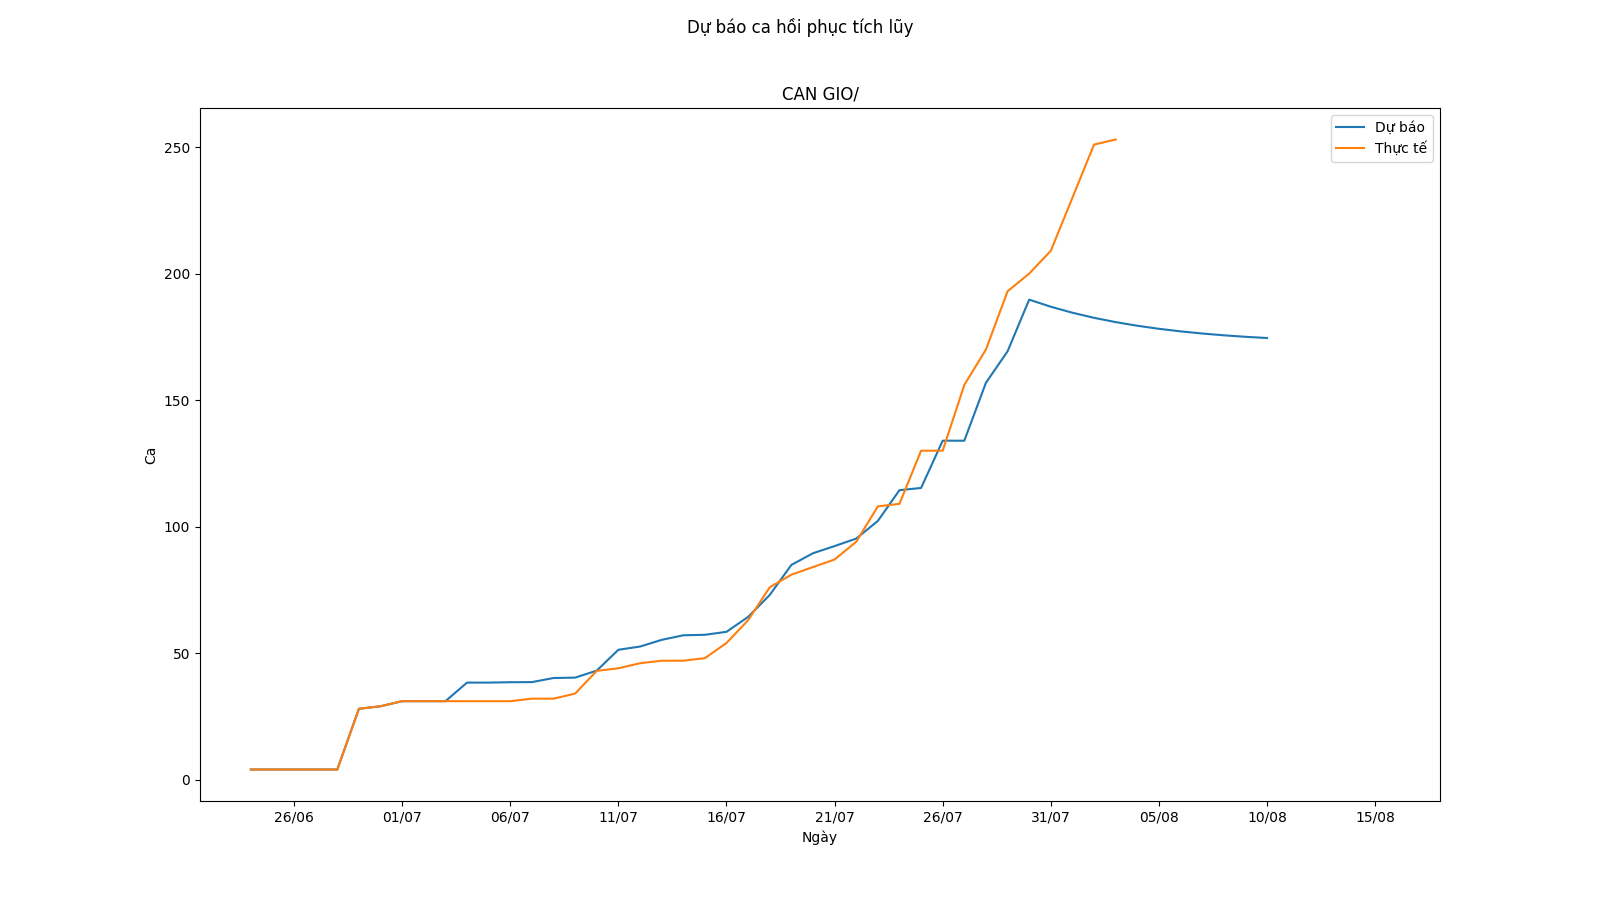 Dự báo ca hồi phục tích lũy
CAN GIO/
Dự báo
Thực tế
250
200
150
100
50
0
Ca
26/06
01/07
06/07
11/07
16/07
21/07
26/07
31/07
05/08
10/08
15/08
Ngày